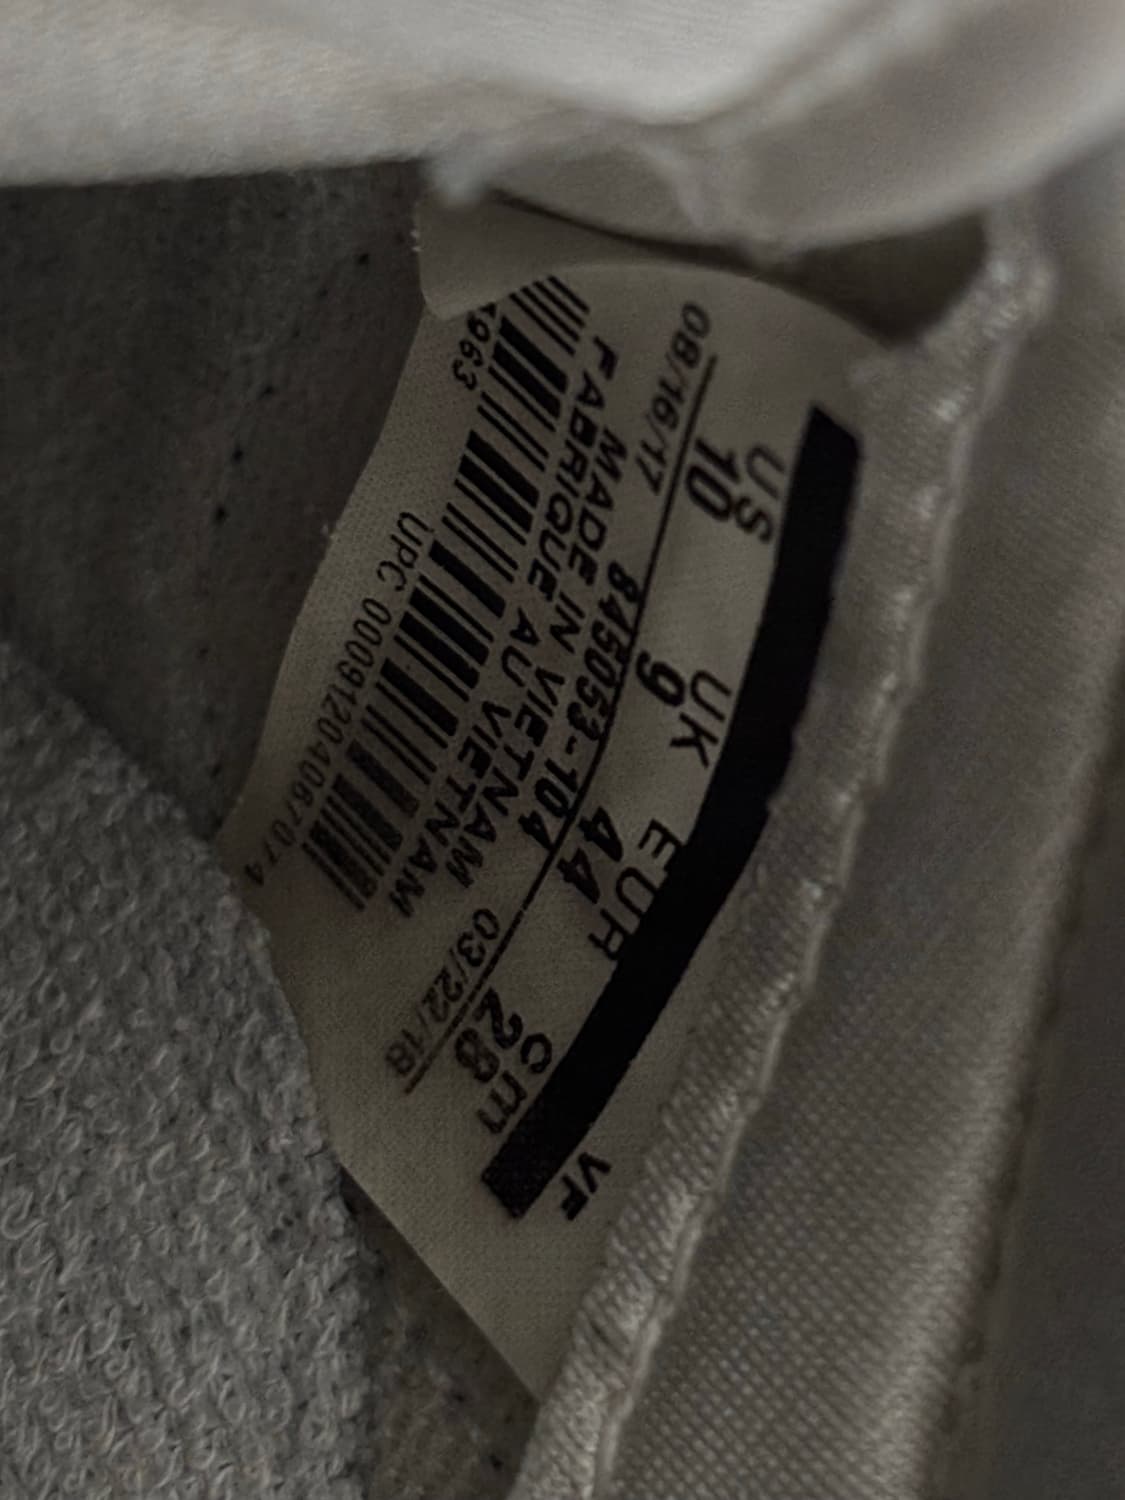 VF
US UK EUR cm
10 9 44 28
08/16/17 845053-104 03/22/18
MADE IN VIETNAM
FABRIQUE AU VIETNAM
UPC 00091204067074